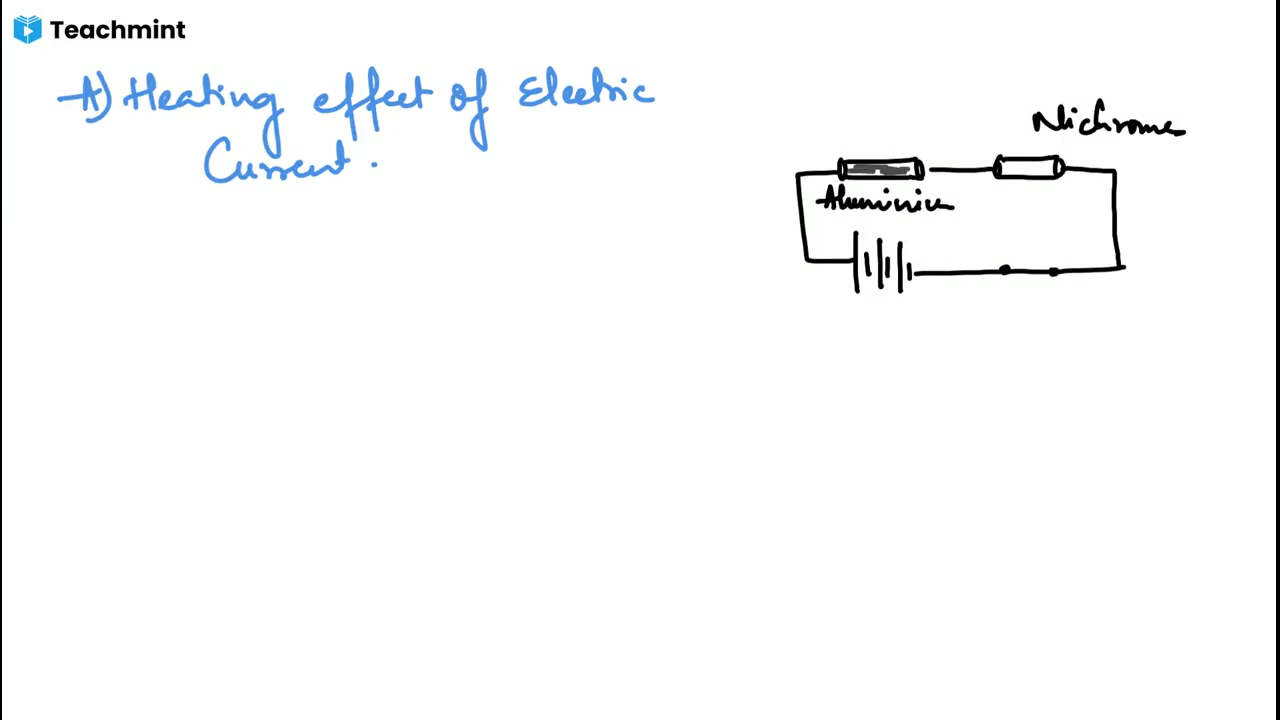 Teachmint
A) Heating effect of Electric
Current.
Nichrome
Aluminium